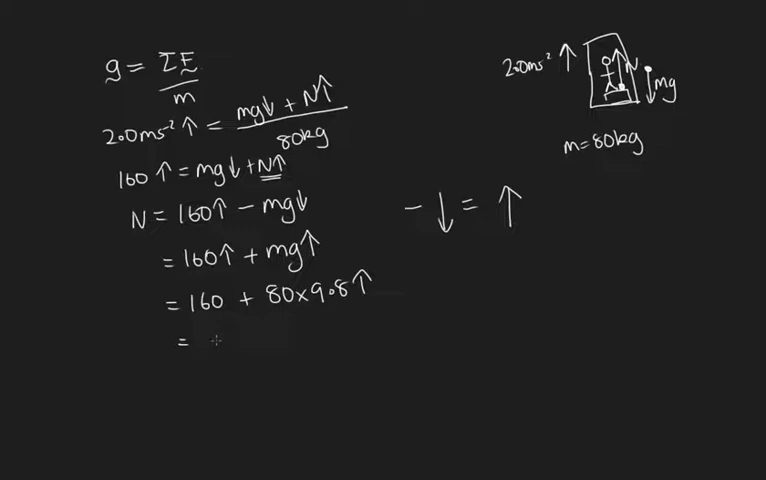 a = ΣF / m
2.0ms⁻² ↑ = mg↓ + N↑ / 80kg
160 ↑ = mg↓ + N↑
N = 160↑ - mg↓
= 160↑ + mg↑
= 160 + 80×9.8↑
=
2.0ms⁻² ↑
N
mg
m = 80kg
- ↓ = ↑